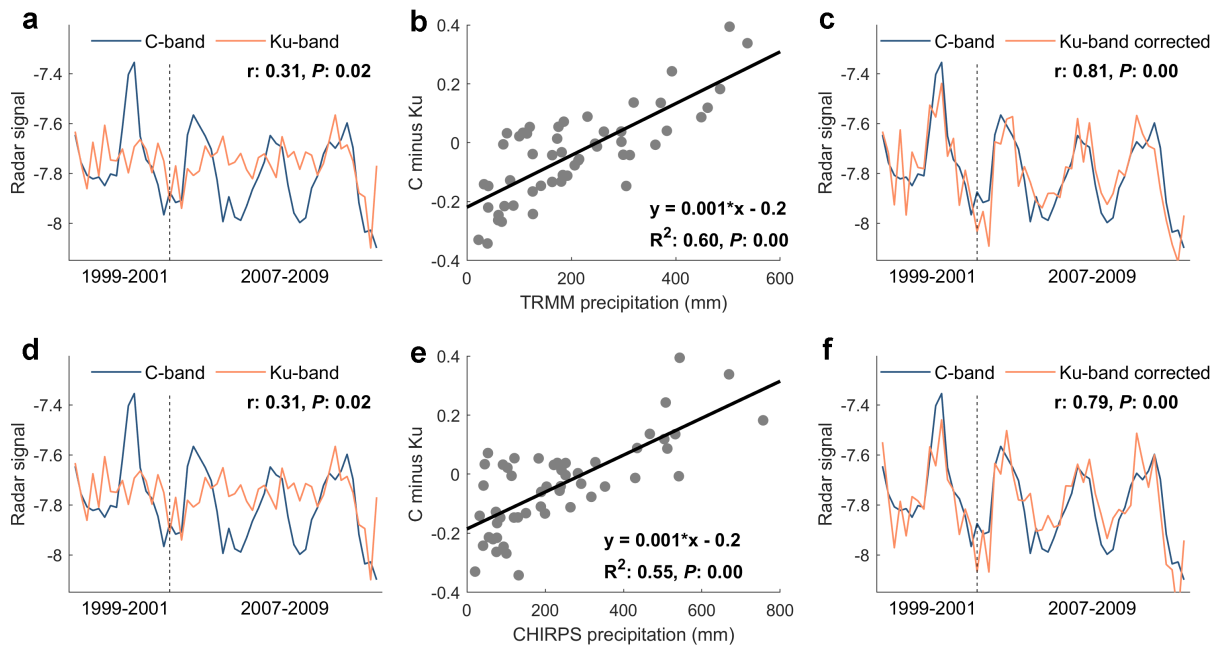 a
C-band Ku-band
r: 0.31, P: 0.02
Radar signal
-7.4
-7.6
-7.8
-8
1999-2001 2007-2009
b
C minus Ku
0.4
0.2
0
-0.2
-0.4
y = 0.001*x - 0.2
R2: 0.60, P: 0.00
0 200 400 600
TRMM precipitation (mm)
c
C-band Ku-band corrected
r: 0.81, P: 0.00
Radar signal
-7.4
-7.6
-7.8
-8
1999-2001 2007-2009
d
C-band Ku-band
r: 0.31, P: 0.02
Radar signal
-7.4
-7.6
-7.8
-8
1999-2001 2007-2009
e
C minus Ku
0.4
0.2
0
-0.2
-0.4
y = 0.001*x - 0.2
R2: 0.55, P: 0.00
0 200 400 600 800
CHIRPS precipitation (mm)
f
C-band Ku-band corrected
r: 0.79, P: 0.00
Radar signal
-7.4
-7.6
-7.8
-8
1999-2001 2007-2009